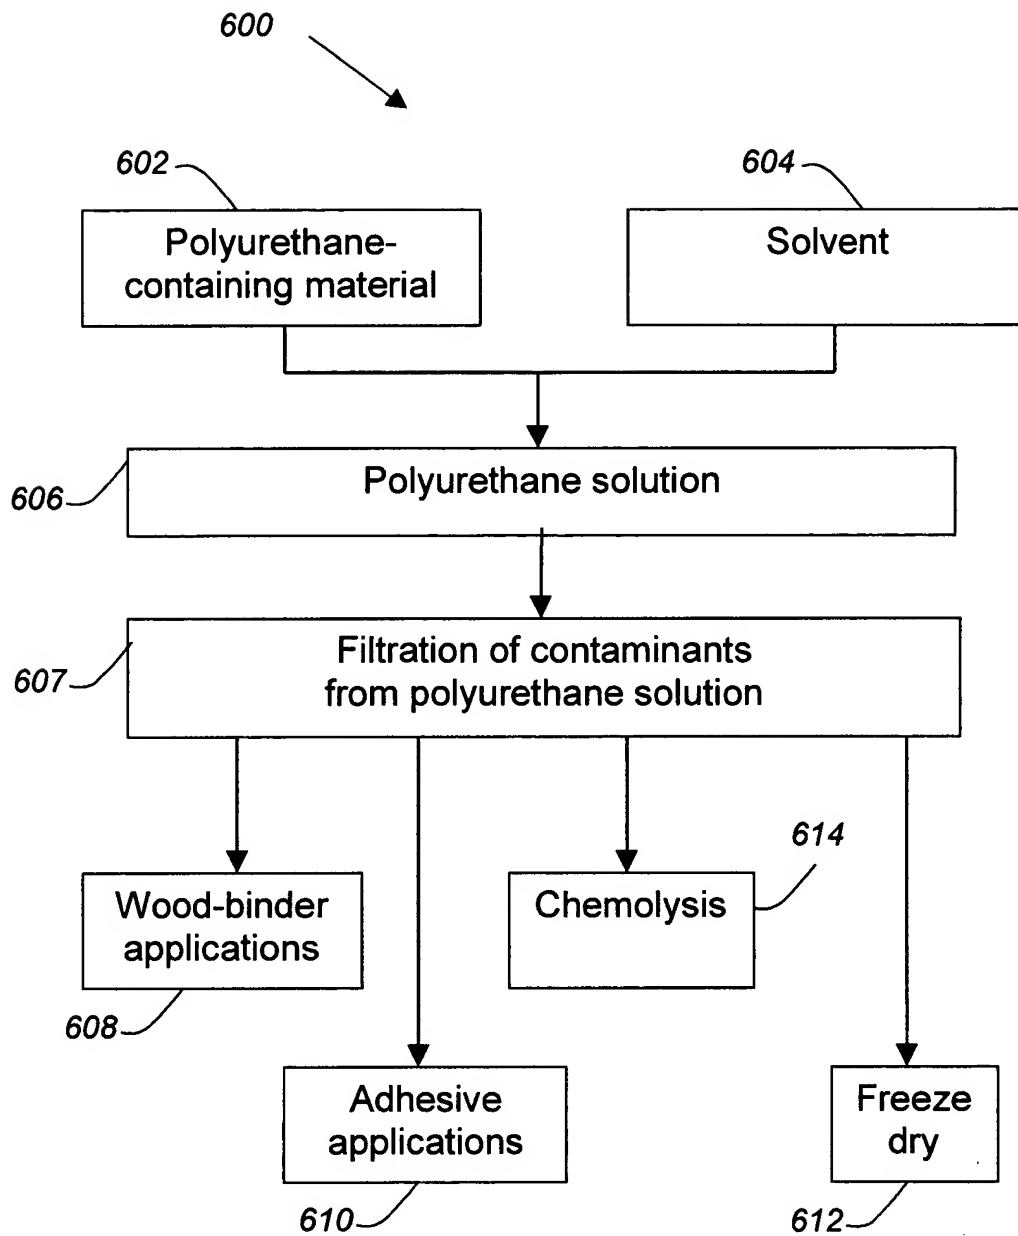 600
602
604
Polyurethane-
containing material
Solvent
606
Polyurethane solution
607
Filtration of contaminants
from polyurethane solution
614
Wood-binder
applications
Chemolysis
608
Adhesive
applications
Freeze
dry
610
612